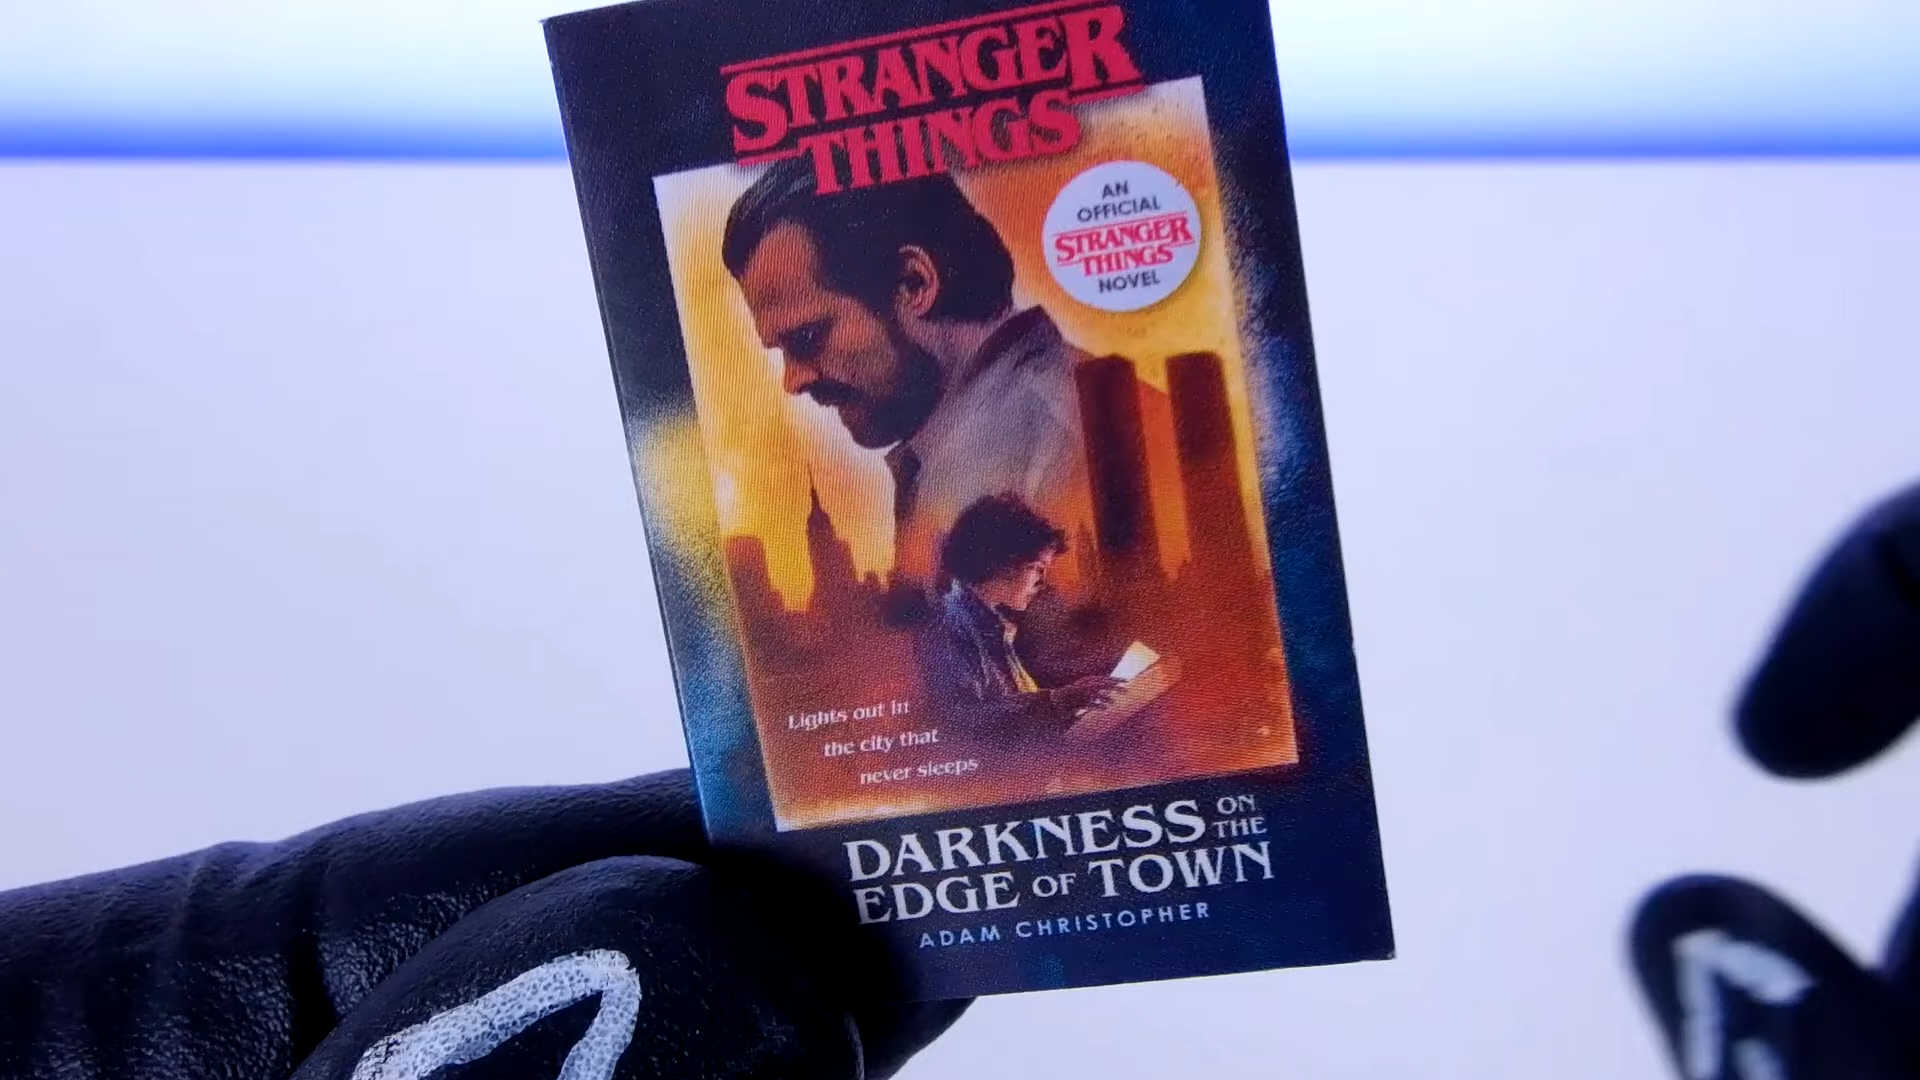 STRANGER
THINGS
AN
OFFICIAL
STRANGER
THINGS
NOVEL
Lights out in
the city that
never sleeps
DARKNESS ON THE
EDGE OF TOWN
ADAM CHRISTOPHER